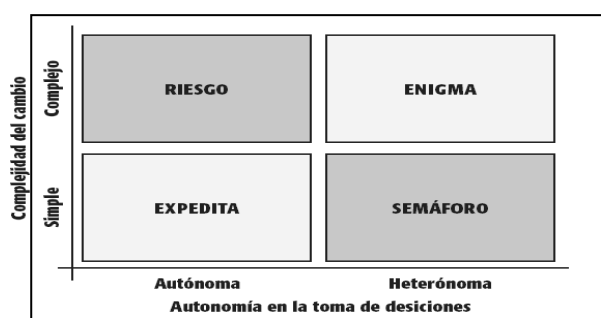 Complejidad del cambio
Complejo
RIESGO
ENIGMA
Simple
EXPEDITA
SEMÁFORO
Autónoma
Heterónoma
Autonomía en la toma de desiciones